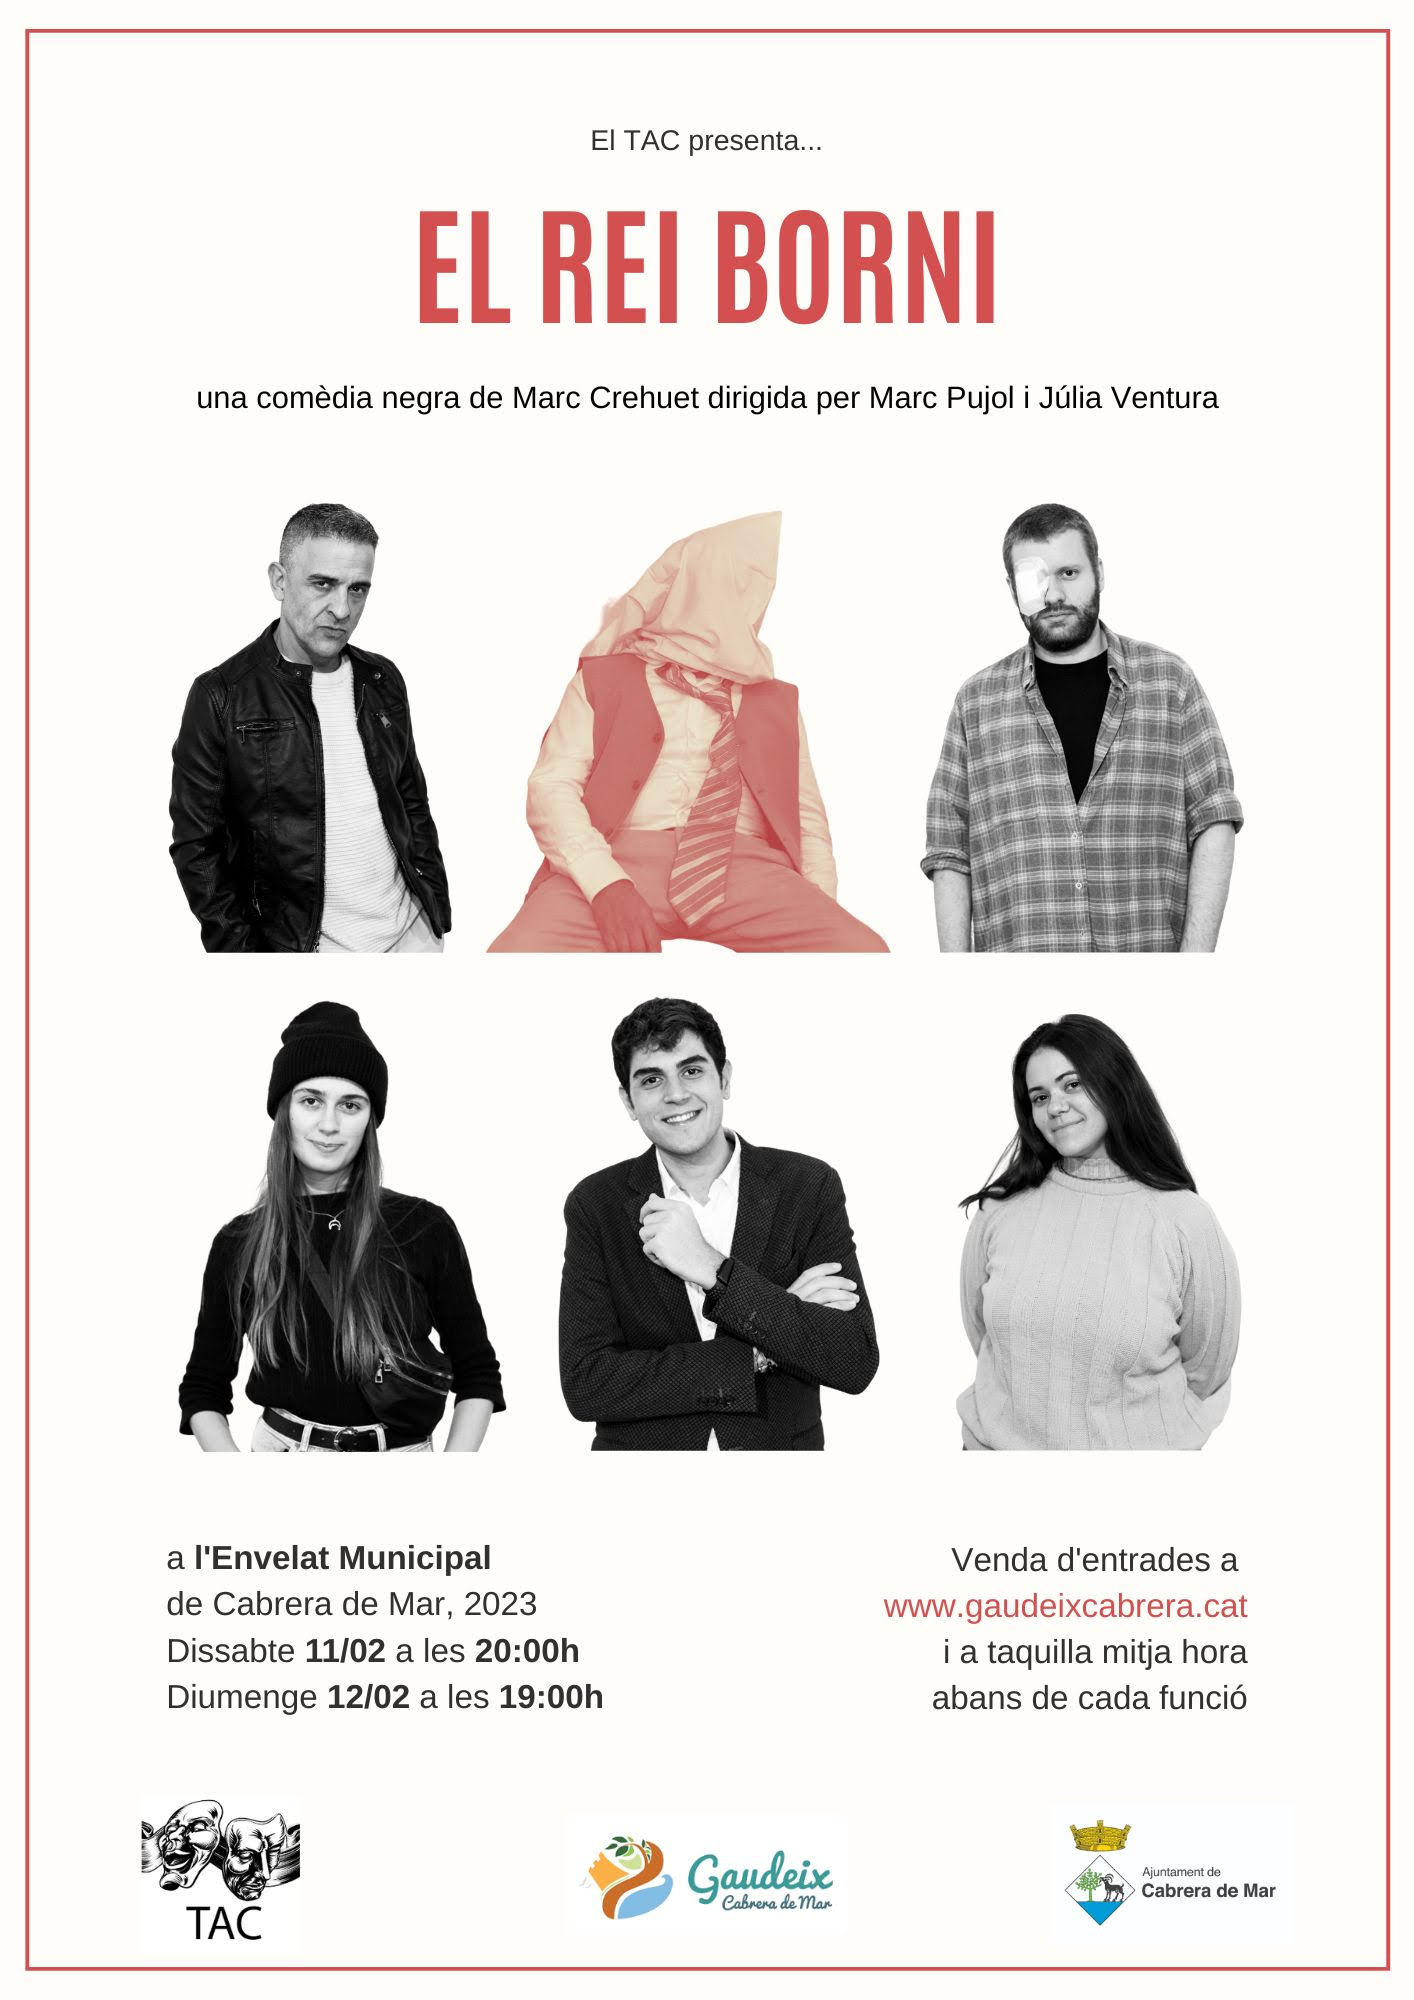 El TAC presenta...
EL REI BORNI
una comèdia negra de Marc Crehuet dirigida per Marc Pujol i Júlia Ventura
a l'Envelat Municipal
de Cabrera de Mar, 2023
Dissabte 11/02 a les 20:00h
Diumenge 12/02 a les 19:00h
Venda d'entrades a
www.gaudeixcabrera.cat
i a taquilla mitja hora
abans de cada funció
TAC
Gaudeix
Cabrera de Mar
Ajuntament de
Cabrera de Mar